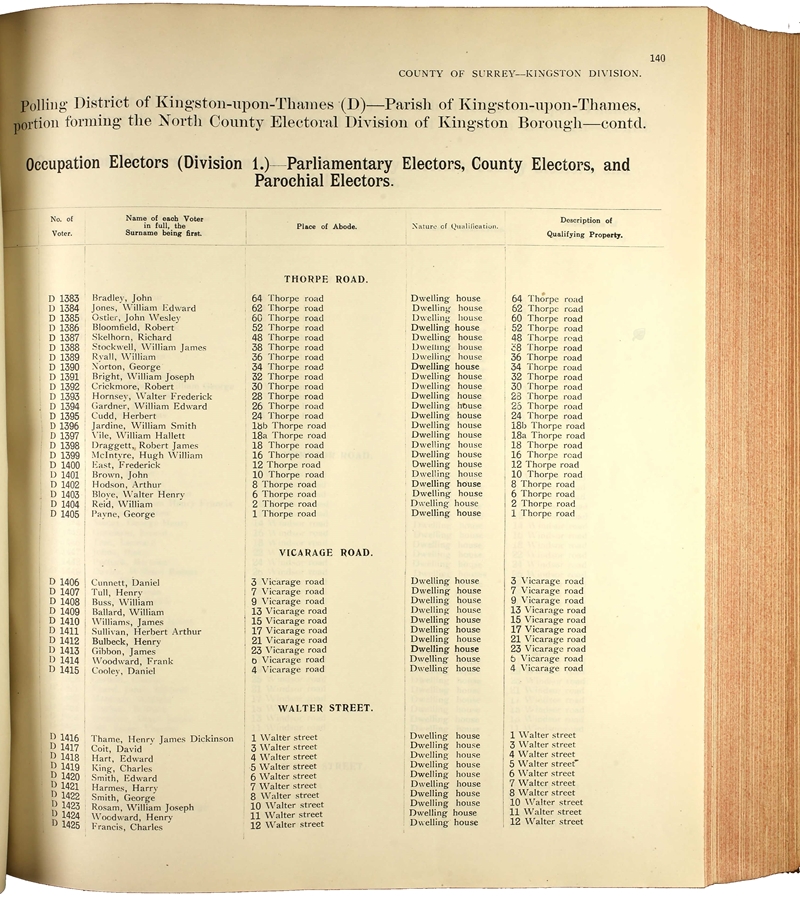 140
COUNTY OF SURREY—KINGSTON DIVISION.
Polling District of Kingston-upon-Thames (D)—Parish of Kingston-upon-Thames,
portion forming the North County Electoral Division of Kingston Borough—contd.
Occupation Electors (Division 1.)—Parliamentary Electors, County Electors, and
Parochial Electors.
No. of Voter. Name of each Voter in full, the Surname being first. Place of Abode. Nature of Qualification. Description of Qualifying Property.
THORPE ROAD.
D 1383 Bradley, John 64 Thorpe road Dwelling house 64 Thorpe road
D 1384 Jones, William Edward 62 Thorpe road Dwelling house 62 Thorpe road
D 1385 Ostler, John Wesley 60 Thorpe road Dwelling house 60 Thorpe road
D 1386 Bloomfield, Robert 52 Thorpe road Dwelling house 52 Thorpe road
D 1387 Skelhorn, Richard 48 Thorpe road Dwelling house 48 Thorpe road
D 1388 Stockwell, William James 38 Thorpe road Dwelling house 38 Thorpe road
D 1389 Ryall, William 36 Thorpe road Dwelling house 36 Thorpe road
D 1390 Norton, George 34 Thorpe road Dwelling house 34 Thorpe road
D 1391 Bright, William Joseph 32 Thorpe road Dwelling house 32 Thorpe road
D 1392 Crickmore, Robert 30 Thorpe road Dwelling house 30 Thorpe road
D 1393 Hornsey, Walter Frederick 28 Thorpe road Dwelling house 28 Thorpe road
D 1394 Gardner, William Edward 26 Thorpe road Dwelling house 26 Thorpe road
D 1395 Cudd, Herbert 24 Thorpe road Dwelling house 24 Thorpe road
D 1396 Jardine, William Smith 18b Thorpe road Dwelling house 18b Thorpe road
D 1397 Vile, William Hallett 18a Thorpe road Dwelling house 18a Thorpe road
D 1398 Draggett, Robert James 18 Thorpe road Dwelling house 18 Thorpe road
D 1399 McIntyre, Hugh William 16 Thorpe road Dwelling house 16 Thorpe road
D 1400 East, Frederick 12 Thorpe road Dwelling house 12 Thorpe road
D 1401 Brown, John 10 Thorpe road Dwelling house 10 Thorpe road
D 1402 Hodson, Arthur 8 Thorpe road Dwelling house 8 Thorpe road
D 1403 Bloye, Walter Henry 6 Thorpe road Dwelling house 6 Thorpe road
D 1404 Reid, William 2 Thorpe road Dwelling house 2 Thorpe road
D 1405 Payne, George 1 Thorpe road Dwelling house 1 Thorpe road
VICARAGE ROAD.
D 1406 Cunnett, Daniel 3 Vicarage road Dwelling house 3 Vicarage road
D 1407 Tull, Henry 7 Vicarage road Dwelling house 7 Vicarage road
D 1408 Buss, William 9 Vicarage road Dwelling house 9 Vicarage road
D 1409 Ballard, William 13 Vicarage road Dwelling house 13 Vicarage road
D 1410 Williams, James 15 Vicarage road Dwelling house 15 Vicarage road
D 1411 Sullivan, Herbert Arthur 17 Vicarage road Dwelling house 17 Vicarage road
D 1412 Bulbeck, Henry 21 Vicarage road Dwelling house 21 Vicarage road
D 1413 Gibbon, James 23 Vicarage road Dwelling house 23 Vicarage road
D 1414 Woodward, Frank Vicarage road Dwelling house Vicarage road
D 1415 Cooley, Daniel 4 Vicarage road Dwelling house 4 Vicarage road
WALTER STREET.
D 1416 Thame, Henry James Dickinson 1 Walter street Dwelling house 1 Walter street
D 1417 Coit, David 3 Walter street Dwelling house 3 Walter street
D 1418 Hart, Edward 4 Walter street Dwelling house 4 Walter street
D 1419 King, Charles 5 Walter street Dwelling house 5 Walter street
D 1420 Smith, Edward 6 Walter street Dwelling house 6 Walter street
D 1421 Harmes, Harry 7 Walter street Dwelling house 7 Walter street
D 1422 Smith, George 8 Walter street Dwelling house 8 Walter street
D 1423 Rosam, William Joseph 10 Walter street Dwelling house 10 Walter street
D 1424 Woodward, Henry 11 Walter street Dwelling house 11 Walter street
D 1425 Francis, Charles 12 Walter street Dwelling house 12 Walter street